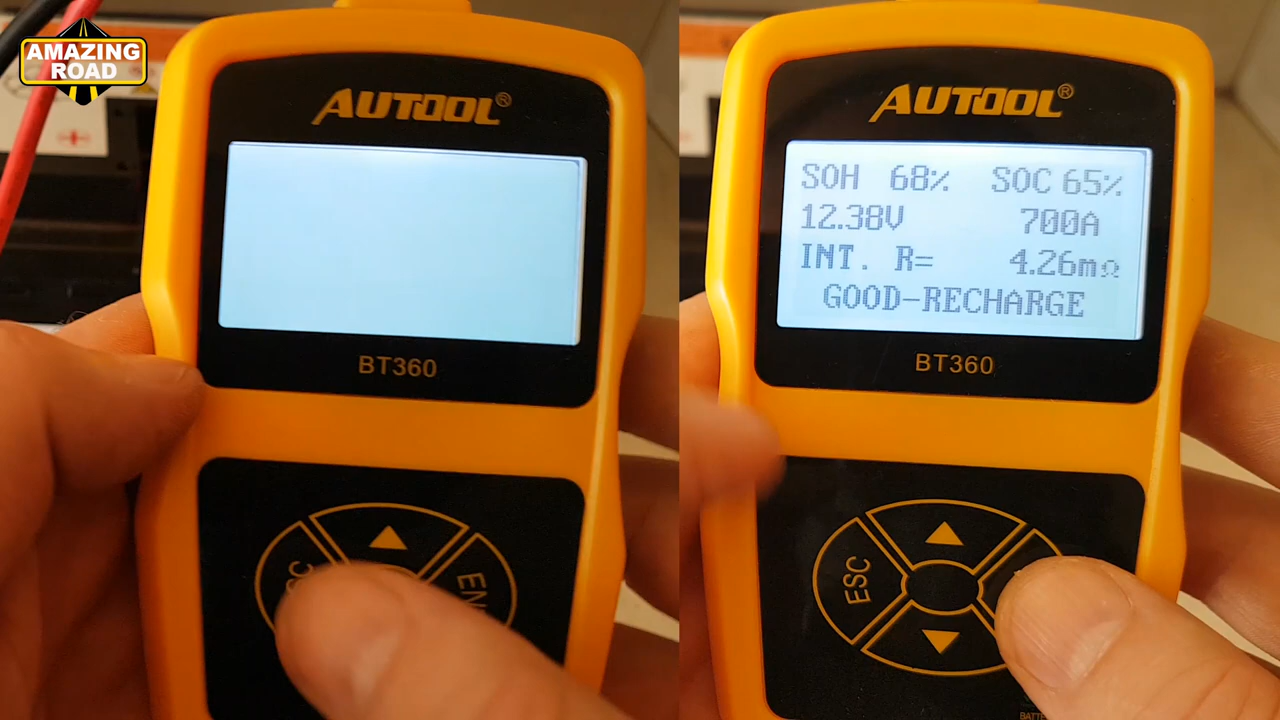 AMAZING
ROAD
AUTOOL®
BT360
AUTOOL®
SOH 68% SOC 65%
12.38V 700A
INT. R= 4.26mΩ
GOOD-RECHARGE
BT360
ESC